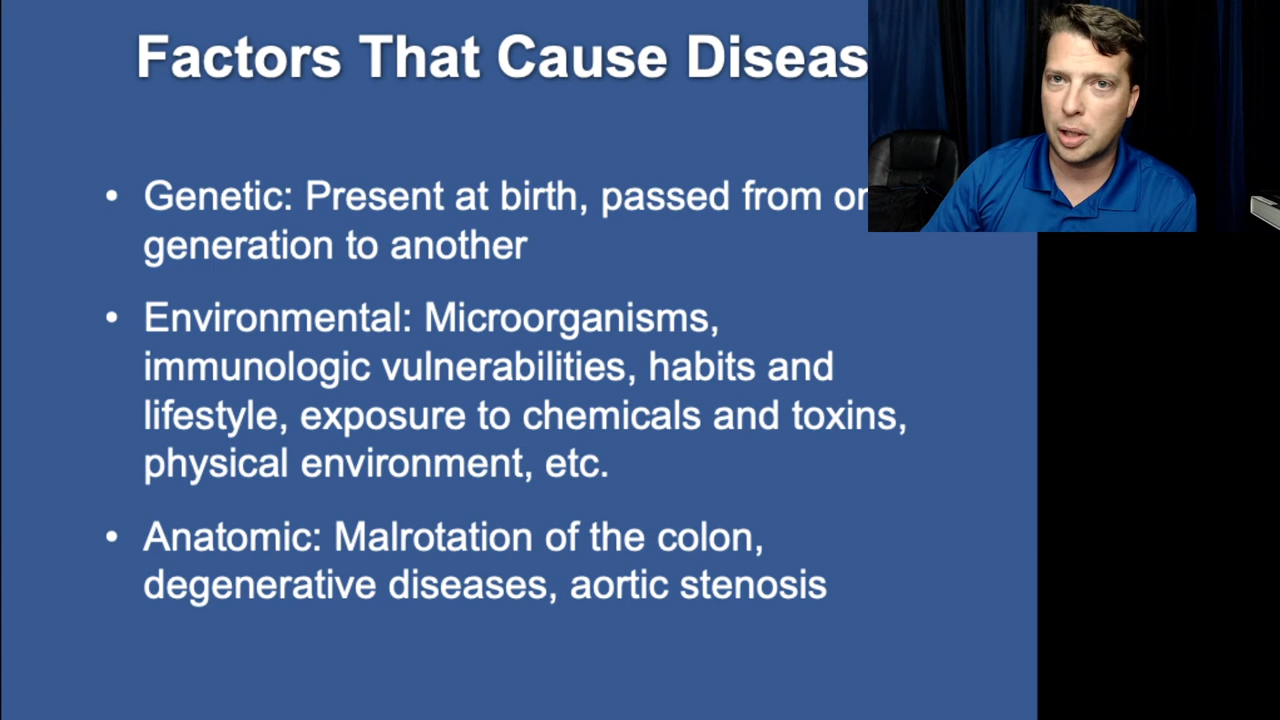 Factors That Cause Diseas
• Genetic: Present at birth, passed from
generation to another
• Environmental: Microorganisms,
immunologic vulnerabilities, habits and
lifestyle, exposure to chemicals and toxins,
physical environment, etc.
• Anatomic: Malrotation of the colon,
degenerative diseases, aortic stenosis